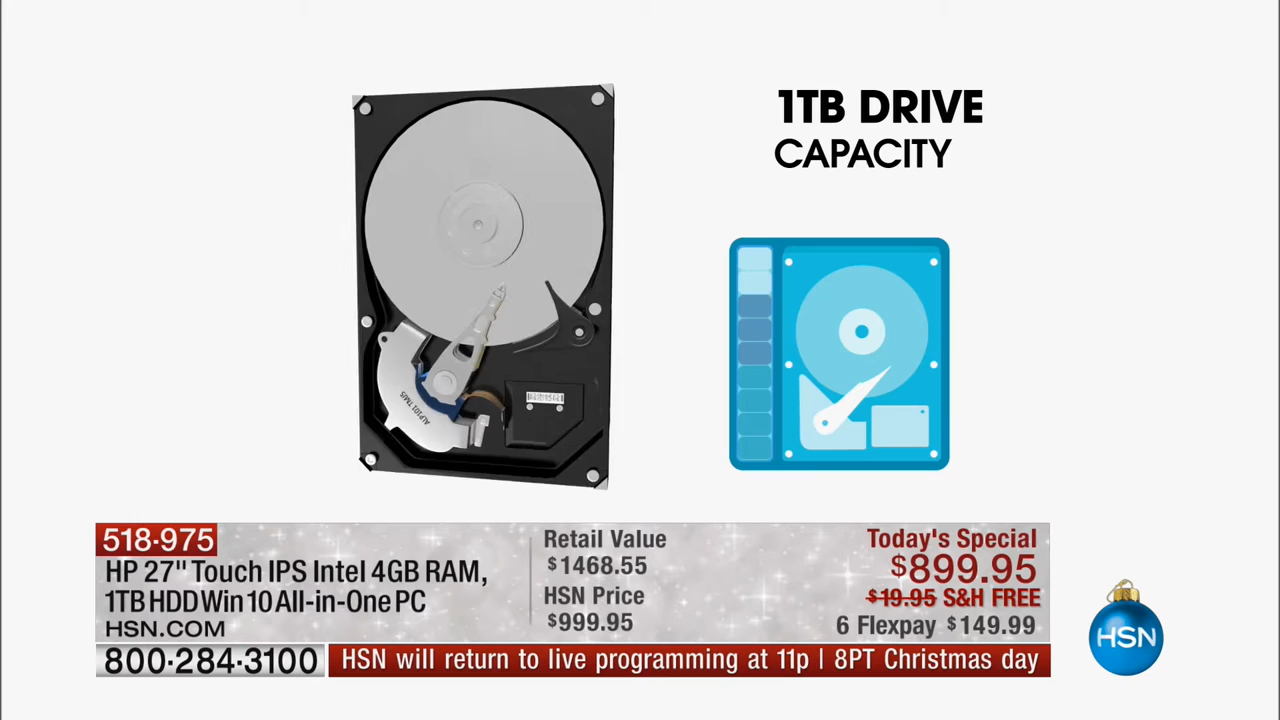 1TB DRIVE
CAPACITY
518-975
HP 27" Touch IPS Intel 4GB RAM,
1TB HDD Win 10 All-in-One PC
HSN.COM
800-284-3100
Retail Value
$1468.55
HSN Price
$999.95
Today's Special
$899.95
$19.95 S&H FREE
6 Flexpay $149.99
HSN will return to live programming at 11p | 8PT Christmas day
HSN